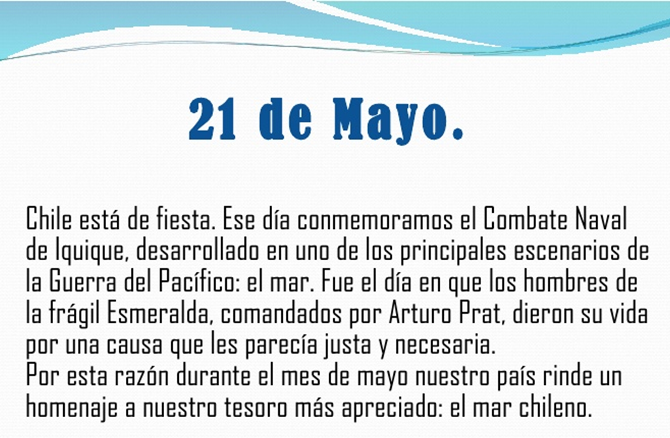 21 de Mayo.
Chile está de fiesta. Ese día conmemoramos el Combate Naval
de Iquique, desarrollado en uno de los principales escenarios de
la Guerra del Pacífico: el mar. Fue el día en que los hombres de
la frágil Esmeralda, comandados por Arturo Prat, dieron su vida
por una causa que les parecía justa y necesaria.
Por esta razón durante el mes de mayo nuestro país rinde un
homenaje a nuestro tesoro más apreciado: el mar chileno.